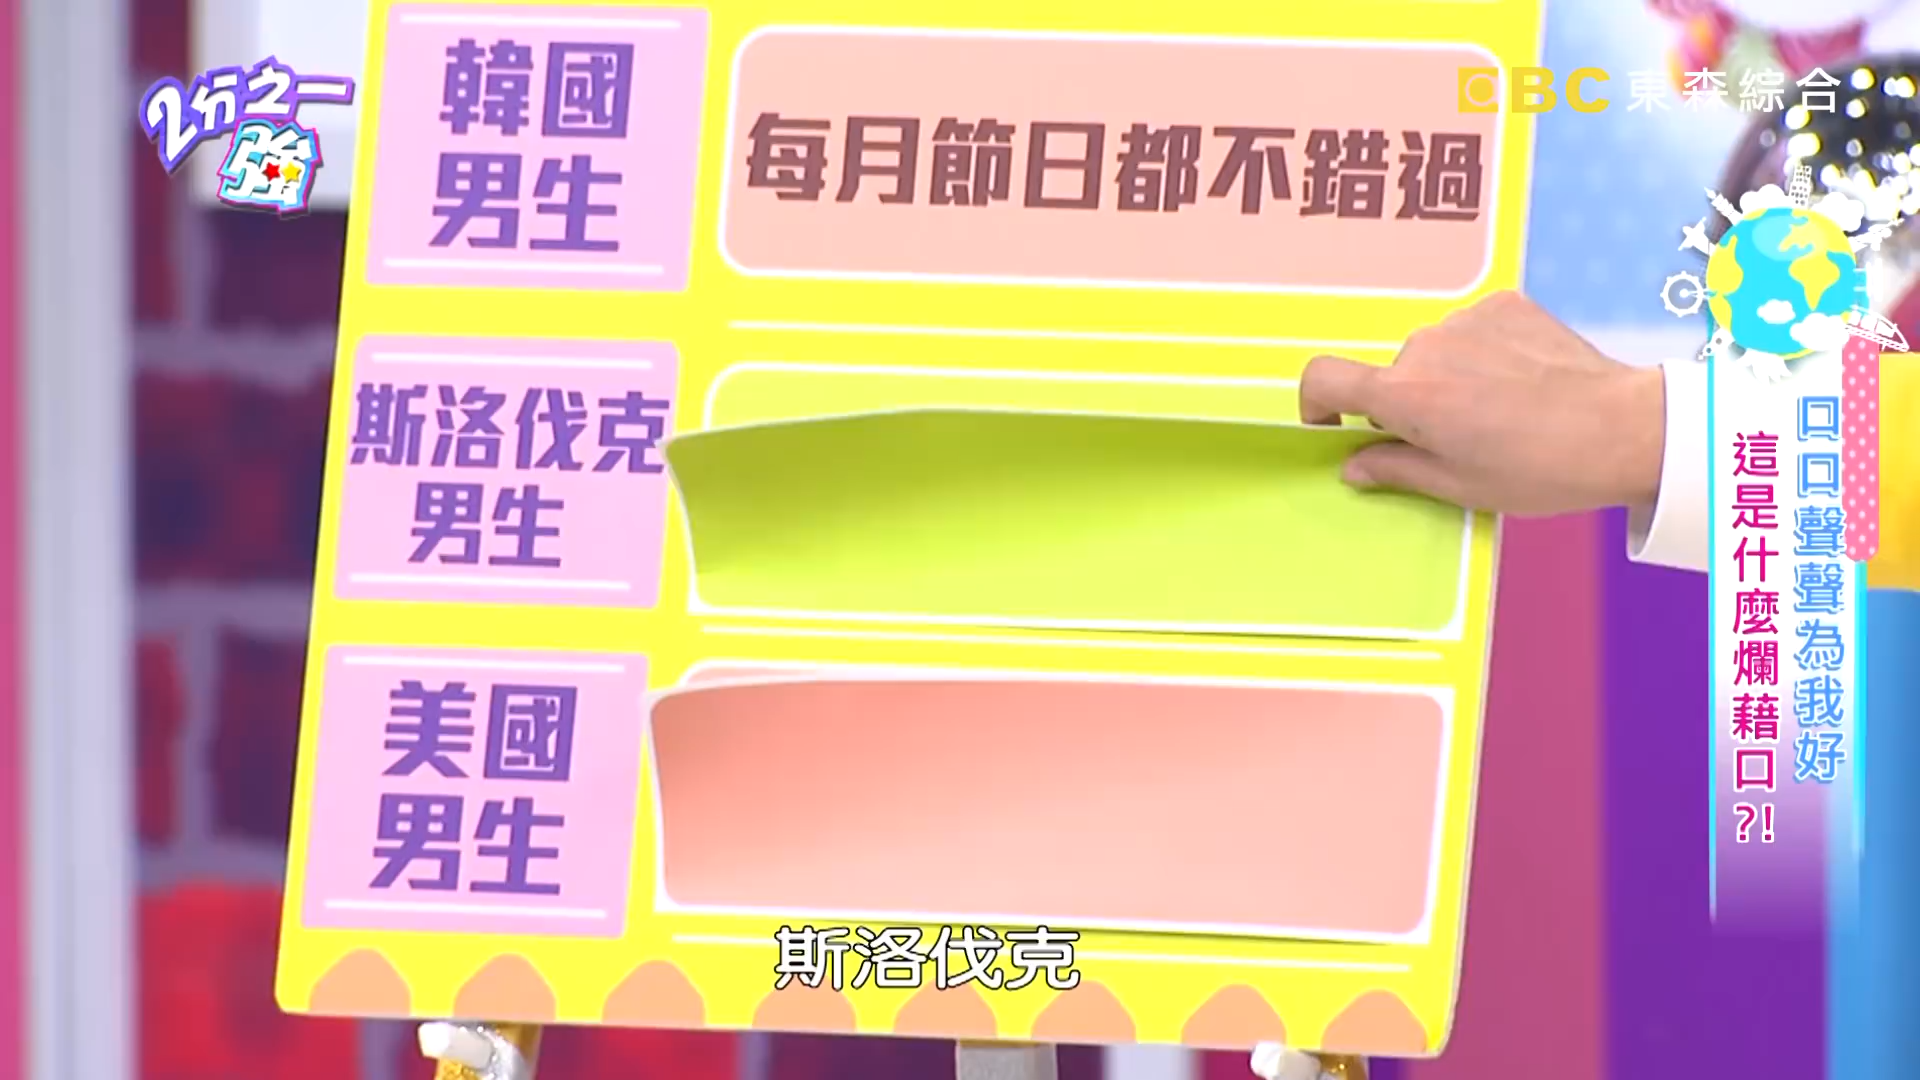 2分之一
強
EBC 東森綜合
韓國
男生
每月節日都不錯過
斯洛伐克
男生
美國
男生
口口聲聲為我好
這是什麼爛藉口?!
斯洛伐克